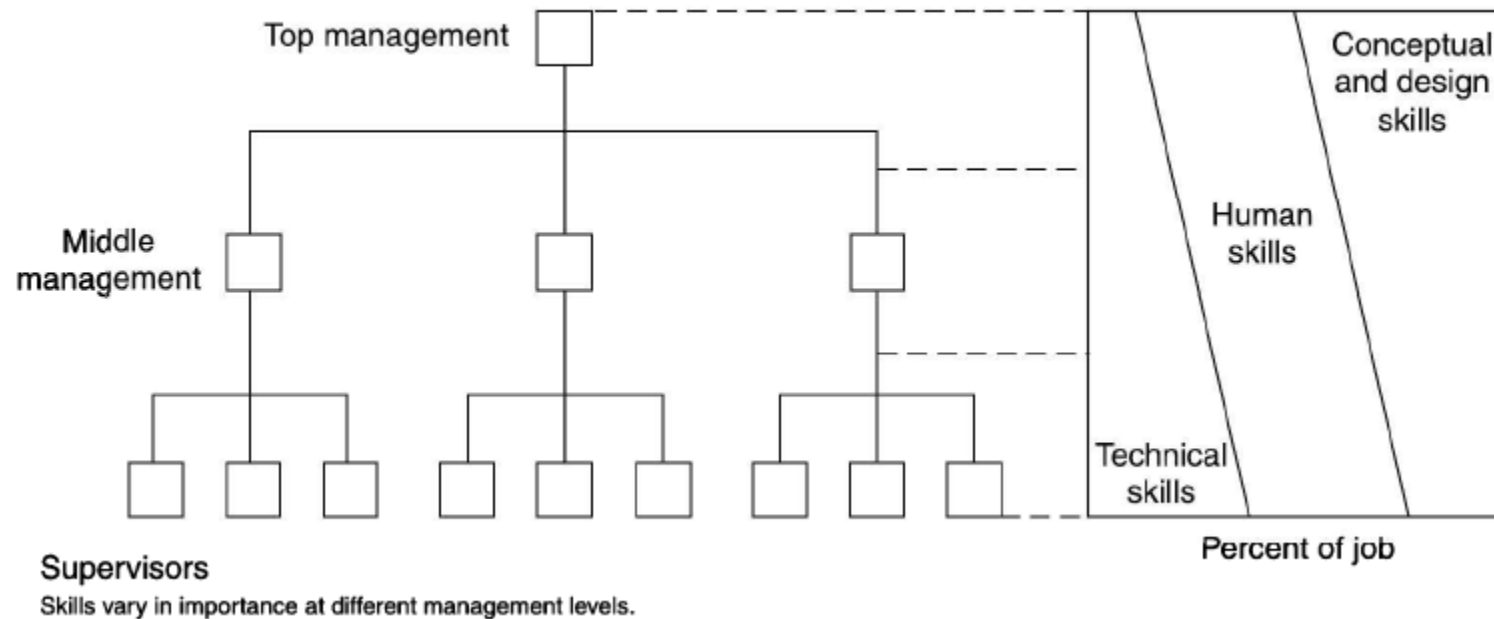 Top management
Conceptual
and design
skills
Human
skills
Middle
management
Technical
skills
Percent of job
Supervisors
Skills vary in importance at different management levels.